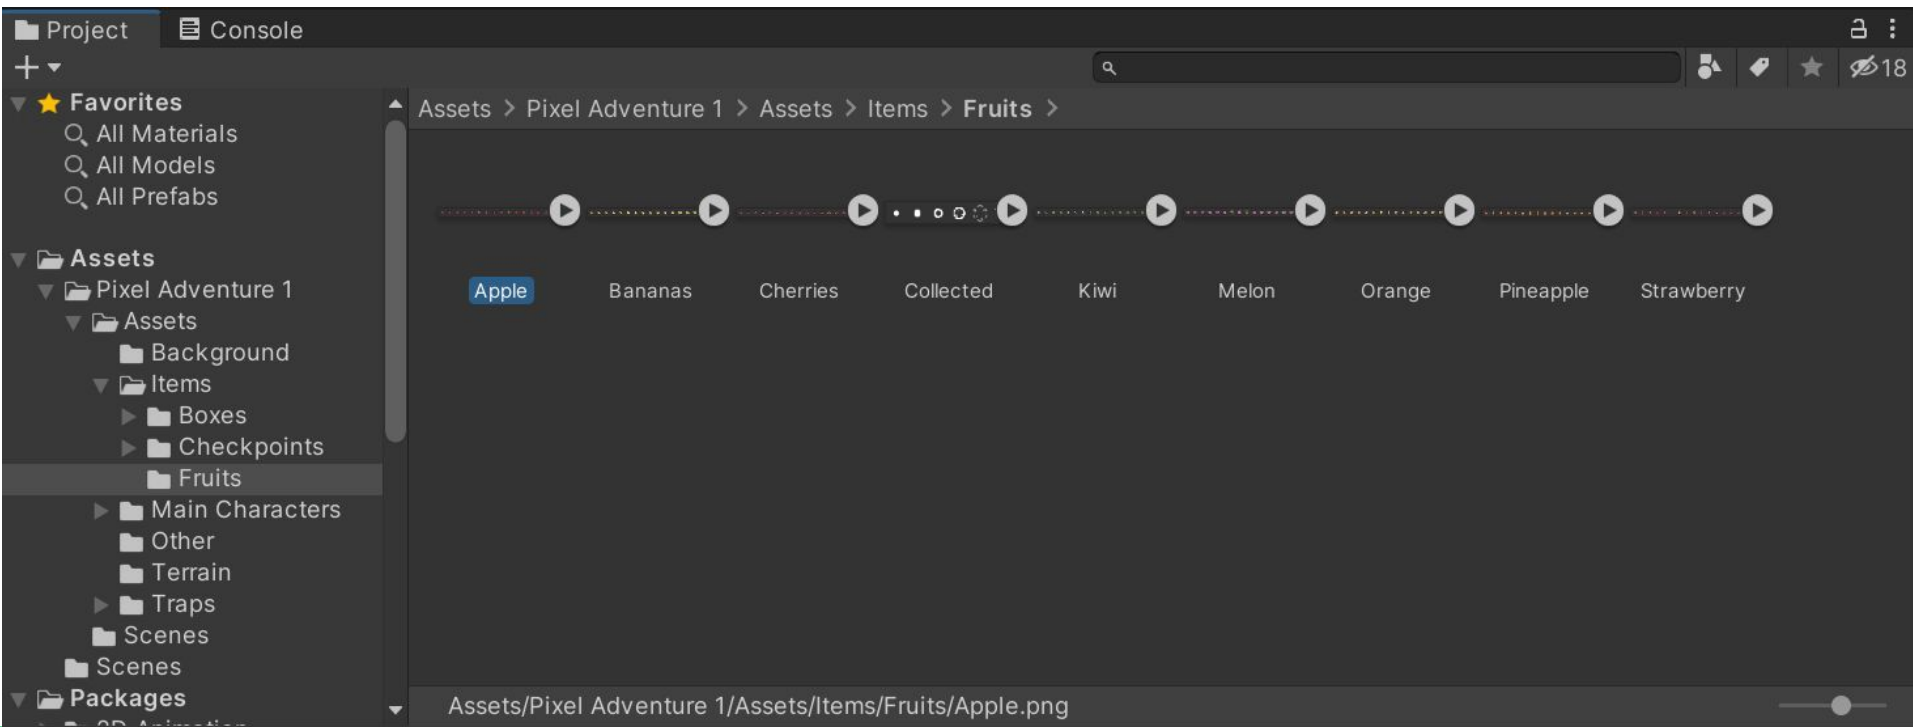 Project
Console
18
Favorites
All Materials
All Models
All Prefabs
Assets
Pixel Adventure 1
Assets
Background
Items
Boxes
Checkpoints
Fruits
Main Characters
Other
Terrain
Traps
Scenes
Scenes
Packages
2D Animation
Assets > Pixel Adventure 1 > Assets > Items > Fruits >
Apple Bananas Cherries Collected Kiwi Melon Orange Pineapple Strawberry
Assets/Pixel Adventure 1/Assets/Items/Fruits/Apple.png